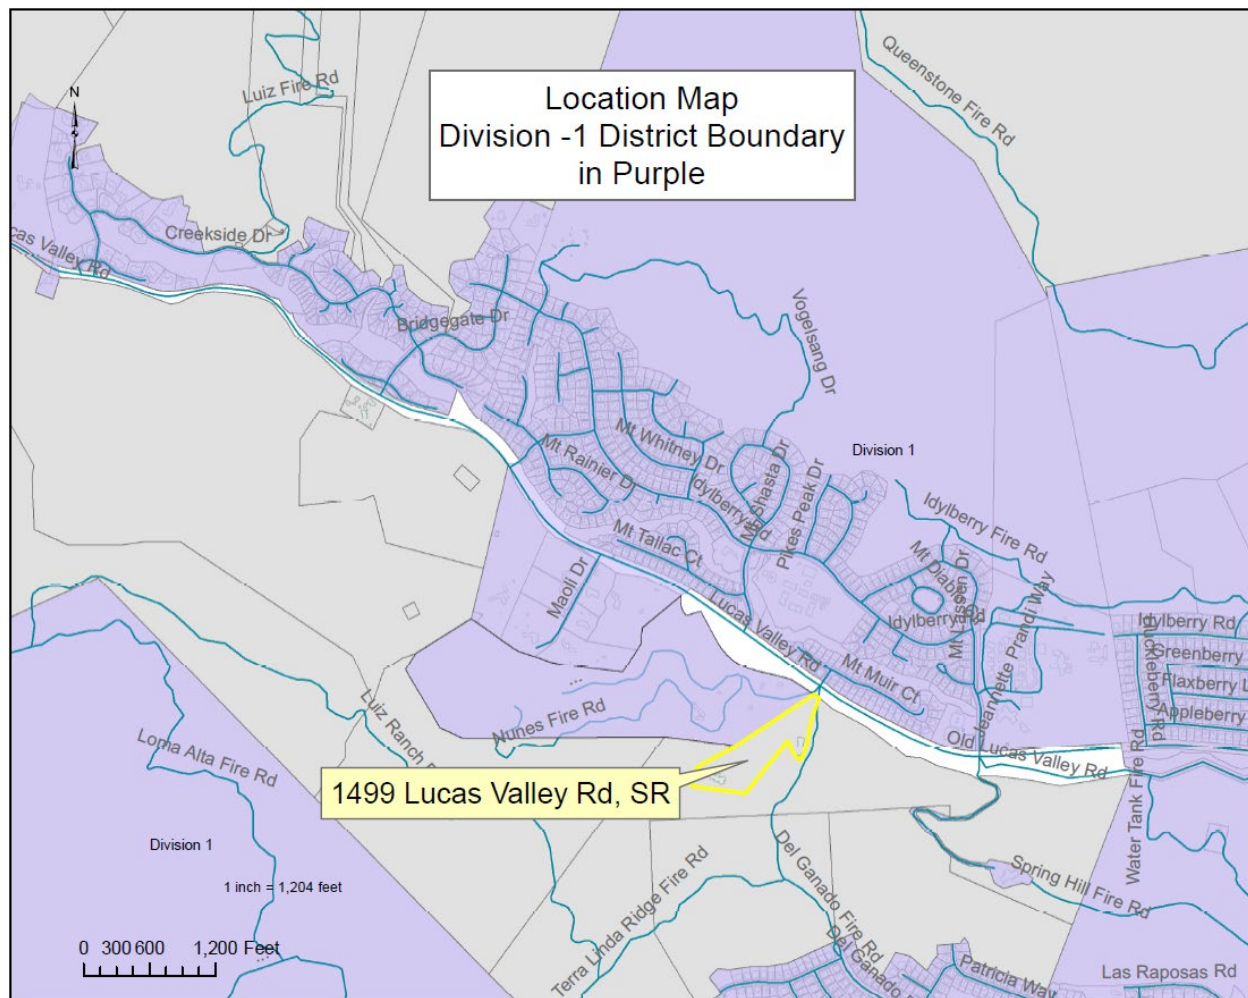 Location Map
Division -1 District Boundary
in Purple
N
Luiz Fire Rd
Queenstone Fire Rd
Creekside Dr
cas Valley Rd
Bridgegate Dr
Vogelsang Dr
Mt Whitney Dr
Mt Rainier Dr
Idylberry Rd
Mt Shasta Dr
Pikes Peak Dr
Division 1
Idylberry Fire Rd
Mt Tallac Ct
Maoli Dr
Mt Diablo
Mt Lassen Dr
Idylberry Rd
Jeannette Prandi Way
Idylberry Rd
Huckleberry Rd
Greenberry
Flaxberry L
Appleberry
Lucas Valley Rd
Mt Muir Ct
Nunes Fire Rd
Luiz Ranch
Loma Alta Fire Rd
Old Lucas Valley Rd
Water Tank Fire Rd
1499 Lucas Valley Rd, SR
Division 1
1 inch = 1,204 feet
Del Ganado Fire Rd
Spring Hill Fire Rd
Terra Linda Ridge Fire Rd
Del Ganado
Patricia Way
Las Raposas Rd
0 300 600 1,200 Feet